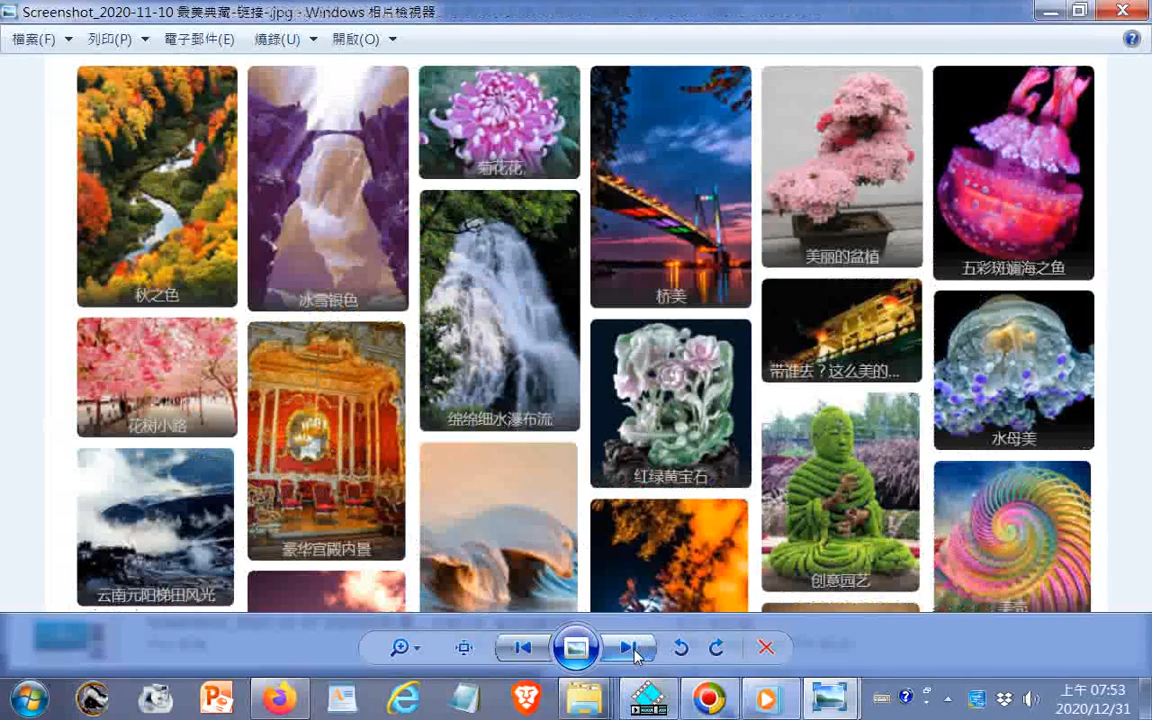 Screenshot_2020-11-10 最美典藏-链接-.jpg - Windows 相片檢視器
檔案(F) 列印(P) 電子郵件(E) 燒錄(U) 開啟(O)
秋之色
冰雪银色
菊花花
桥美
美丽的盆植
五彩斑斓海之鱼
花树小路
豪华宫殿内景
绵绵细水瀑布流
红绿黄宝石
带谁去？这么美的...
水母美
云南元阳梯田风光
创意园艺
上午 07:53
2020/12/31